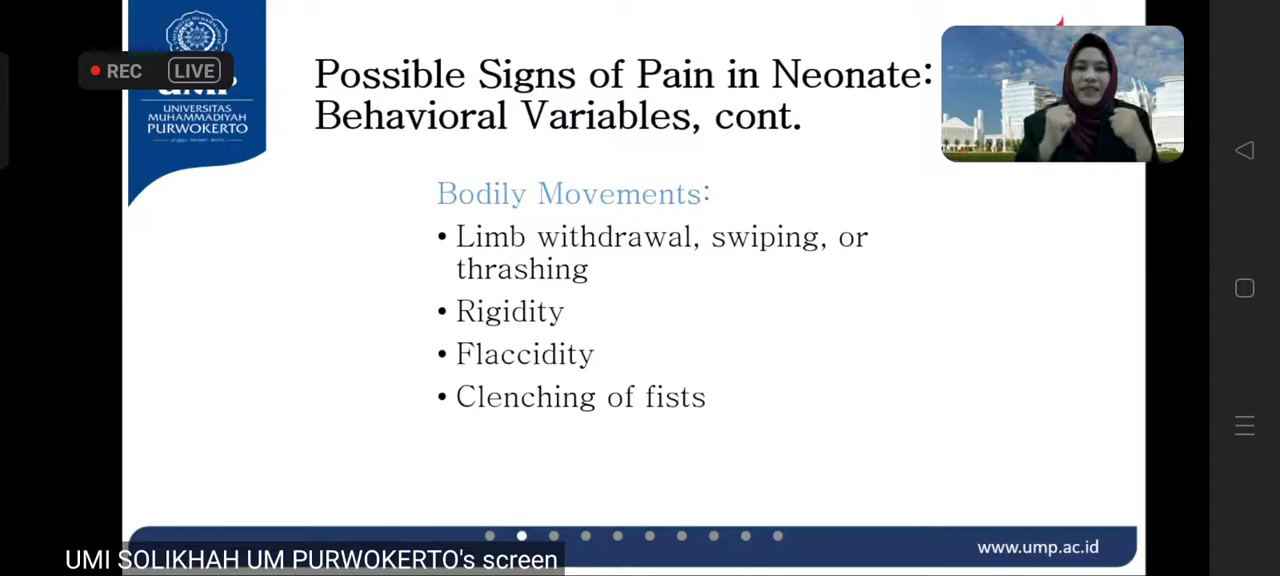 REC LIVE
UNIVERSITAS
MUHAMMADIYAH
PURWOKERTO
Possible Signs of Pain in Neonate:
Behavioral Variables, cont.
Bodily Movements:
• Limb withdrawal, swiping, or
thrashing
• Rigidity
• Flaccidity
• Clenching of fists
www.ump.ac.id
UMI SOLIKHAH UM PURWOKERTO's screen